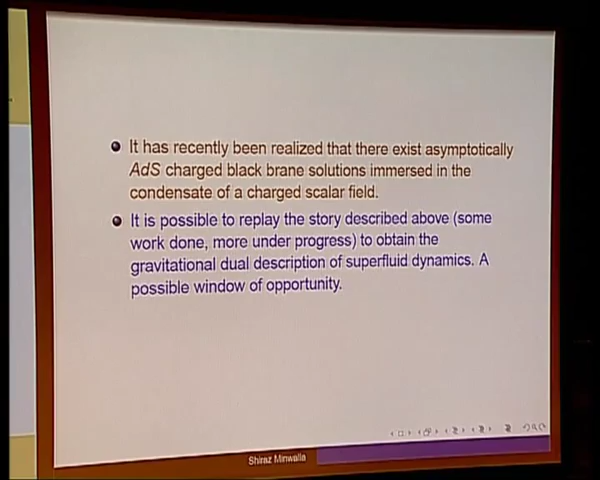 It has recently been realized that there exist asymptotically
AdS charged black brane solutions immersed in the
condensate of a charged scalar field.
It is possible to replay the story described above (some
work done, more under progress) to obtain the
gravitational dual description of superfluid dynamics. A
possible window of opportunity.
Shiraz Minwalla